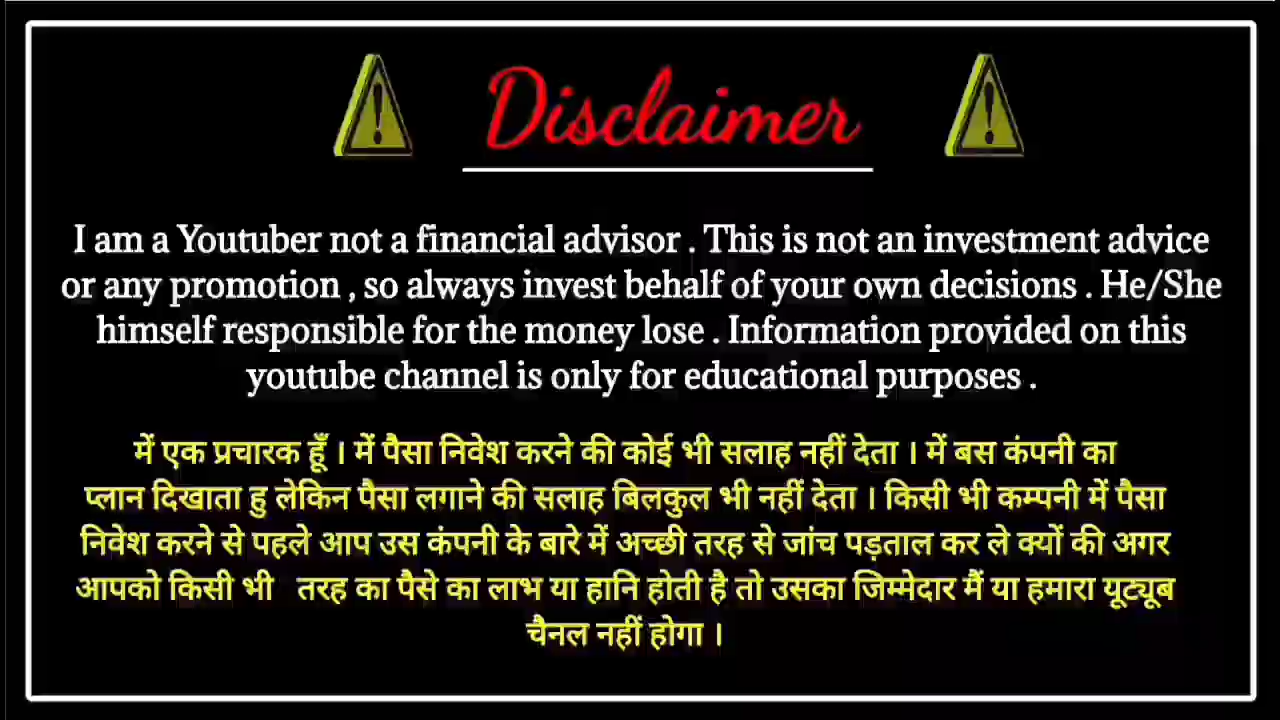 Disclaimer
I am a Youtuber not a financial advisor . This is not an investment advice
or any promotion , so always invest behalf of your own decisions . He/She
himself responsible for the money lose . Information provided on this
youtube channel is only for educational purposes .
में एक प्रचारक हूँ । में पैसा निवेश करने की कोई भी सलाह नहीं देता । में बस कंपनी का
प्लान दिखाता हु लेकिन पैसा लगाने की सलाह बिलकुल भी नहीं देता । किसी भी कम्पनी में पैसा
निवेश करने से पहले आप उस कंपनी के बारे में अच्छी तरह से जांच पड़ताल कर ले क्यों की अगर
आपको किसी भी तरह का पैसे का लाभ या हानि होती है तो उसका जिम्मेदार मैं या हमारा यूट्यूब
चैनल नहीं होगा ।